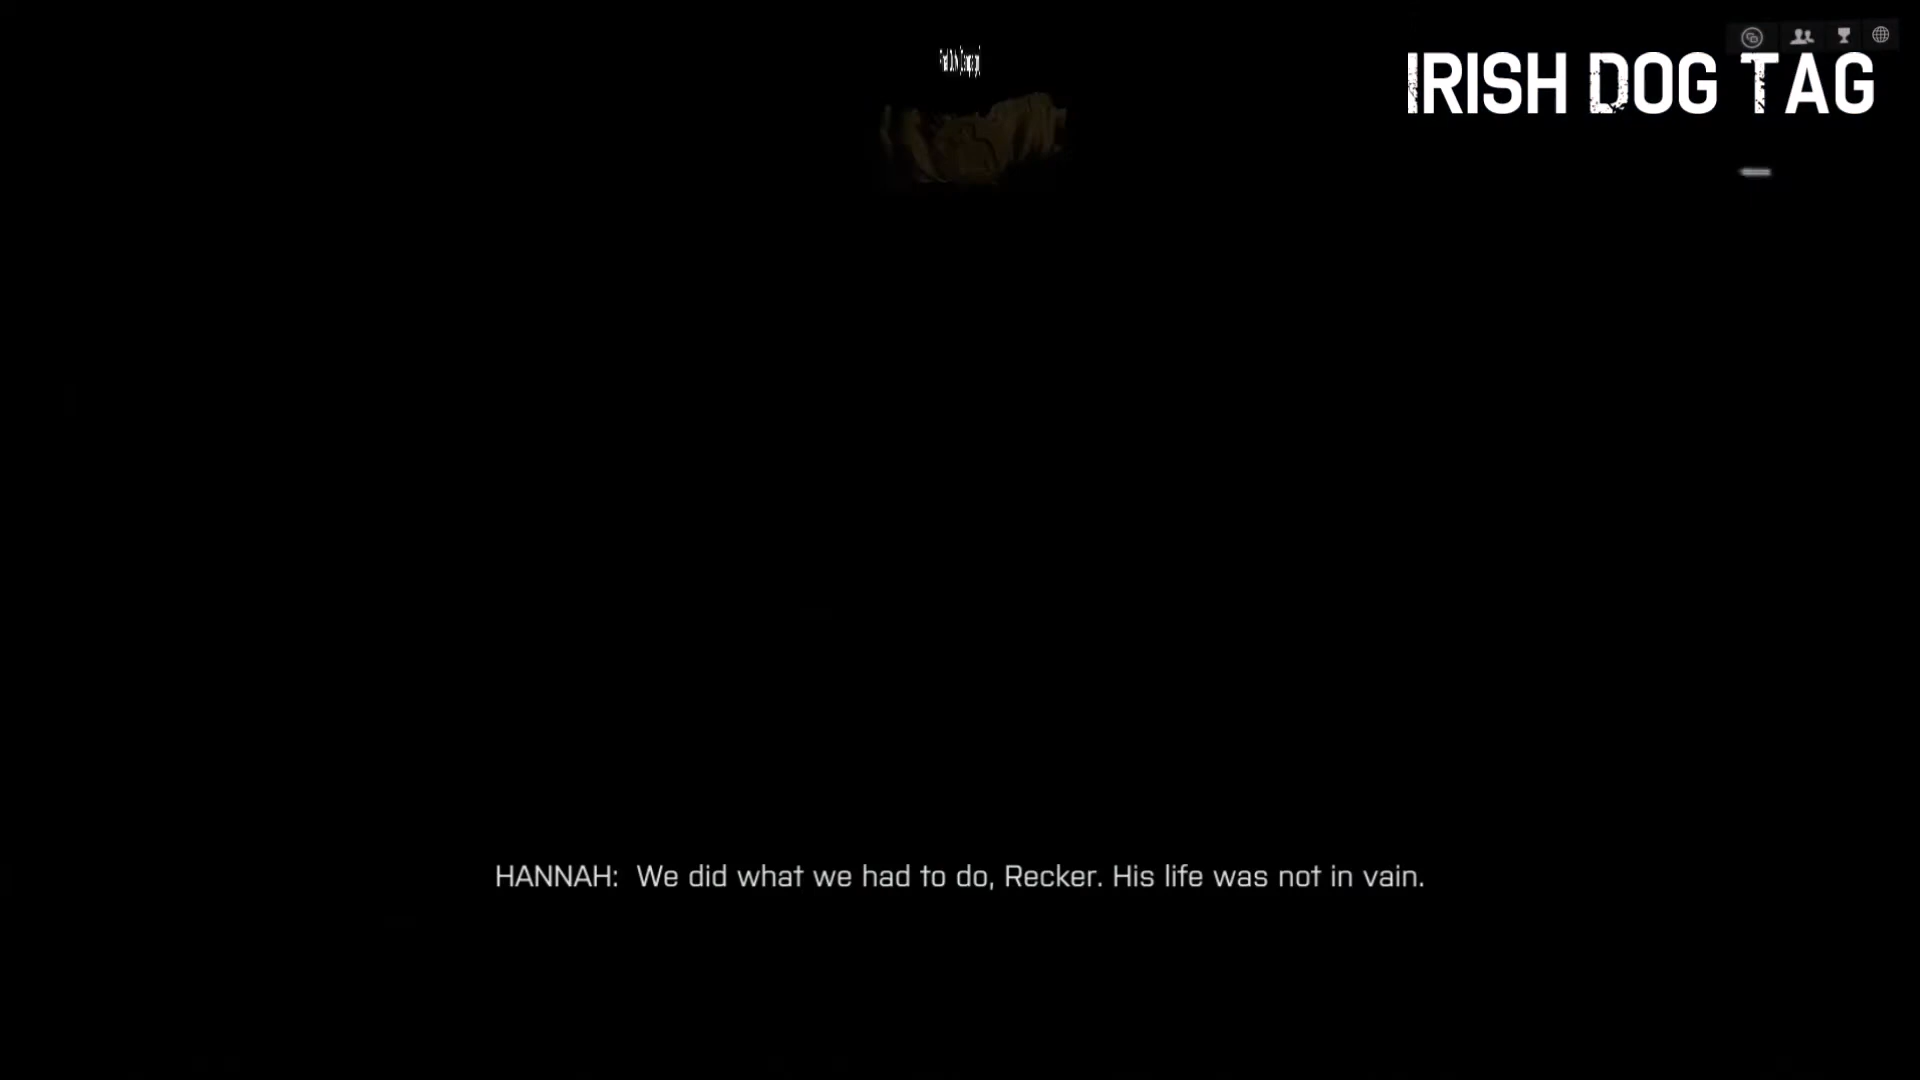 IRISH DOG TAG
HANNAH: We did what we had to do, Recker. His life was not in vain.